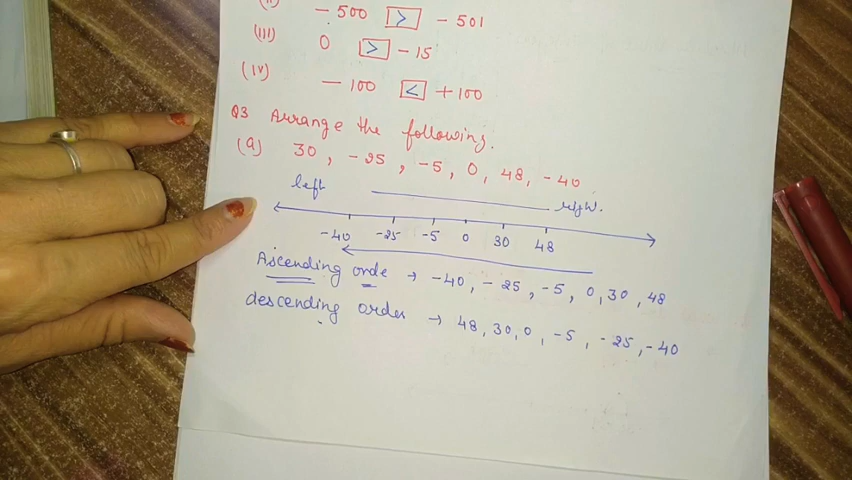 (ii) -500 > -501
(iii) 0 > -15
(iv) -100 < +100
Q3 Arrange the following.
(a) 30, -25, -5, 0, 48, -40
left
right.
-40 -25 -5 0 30 48
Ascending orde → -40, -25, -5, 0, 30, 48
descending order → 48, 30, 0, -5, -25, -40